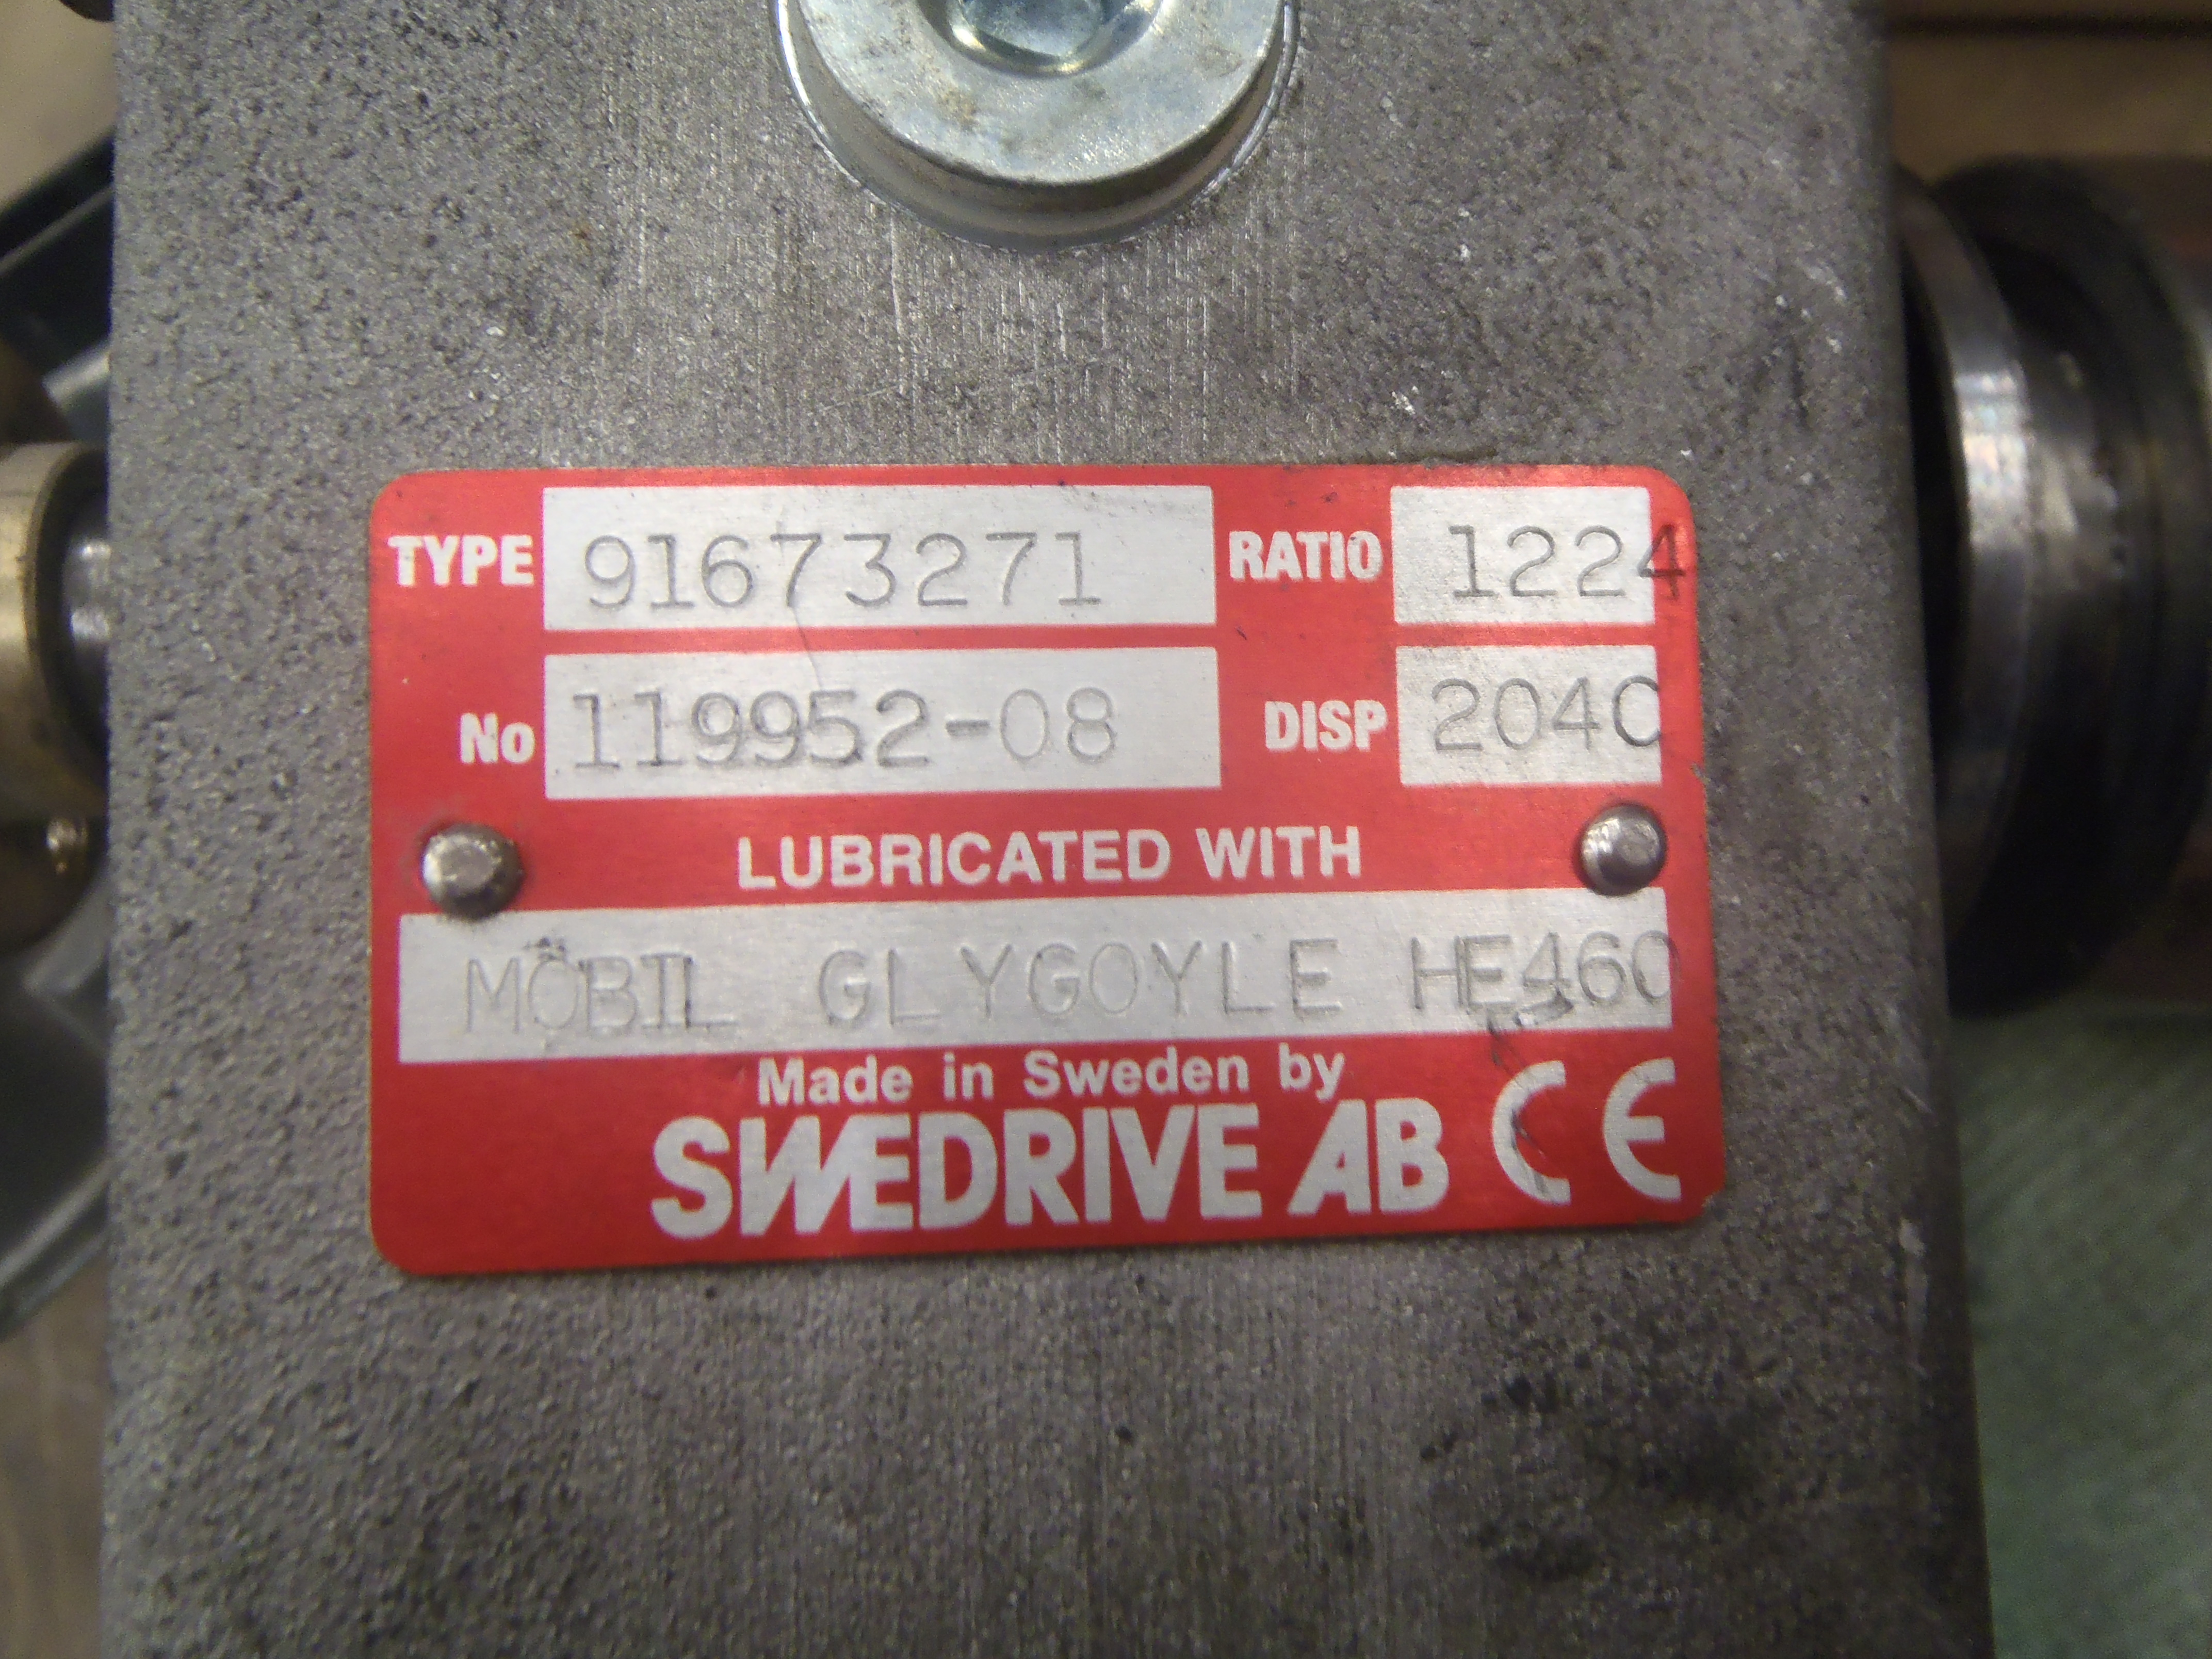 TYPE 91673271 RATIO 1224
No 119952-08 DISP 204C
LUBRICATED WITH
MOBIL GLYGOYLE HE460
Made in Sweden by
SWEDRIVE AB CE